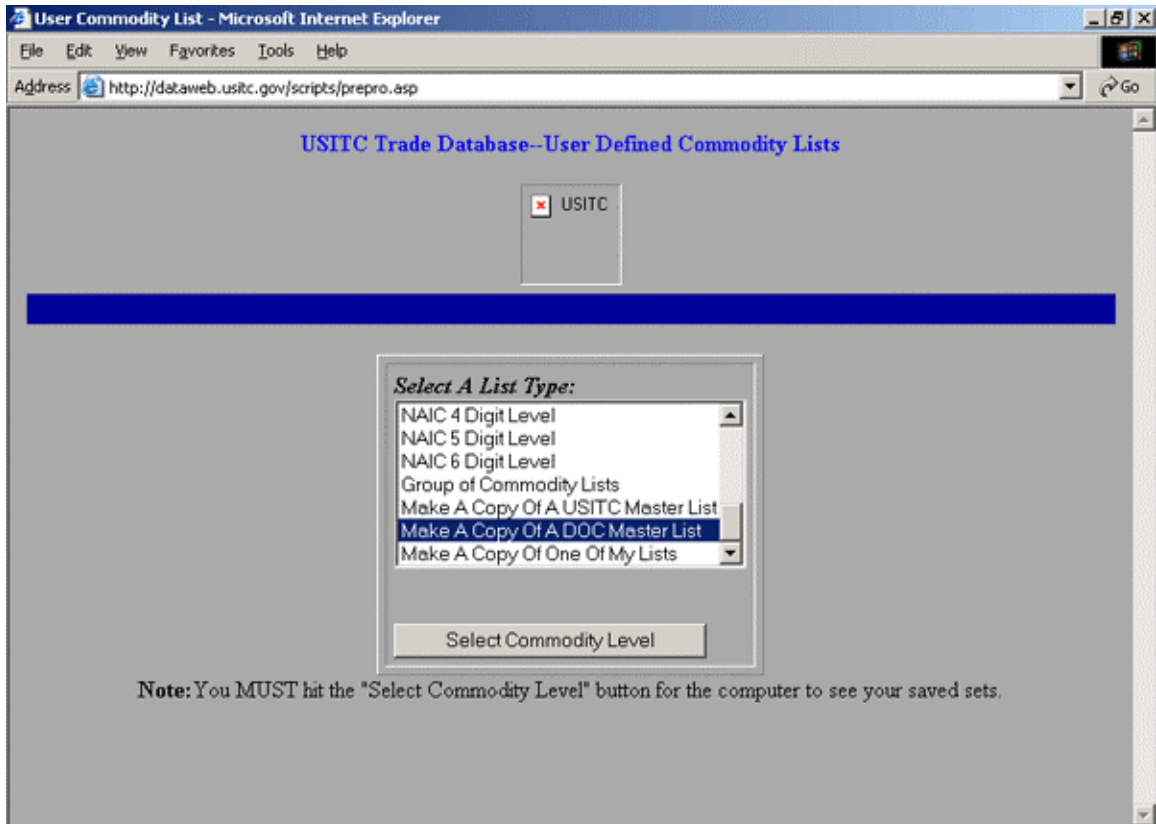 User Commodity List - Microsoft Internet Explorer
File Edit View Favorites Tools Help
Address http://dataweb.usitc.gov/scripts/prepro.asp Go
USITC Trade Database--User Defined Commodity Lists
USITC
Select A List Type:
NAIC 4 Digit Level
NAIC 5 Digit Level
NAIC 6 Digit Level
Group of Commodity Lists
Make A Copy Of A USITC Master List
Make A Copy Of A DOC Master List
Make A Copy Of One Of My Lists
Select Commodity Level
Note: You MUST hit the "Select Commodity Level" button for the computer to see your saved sets.